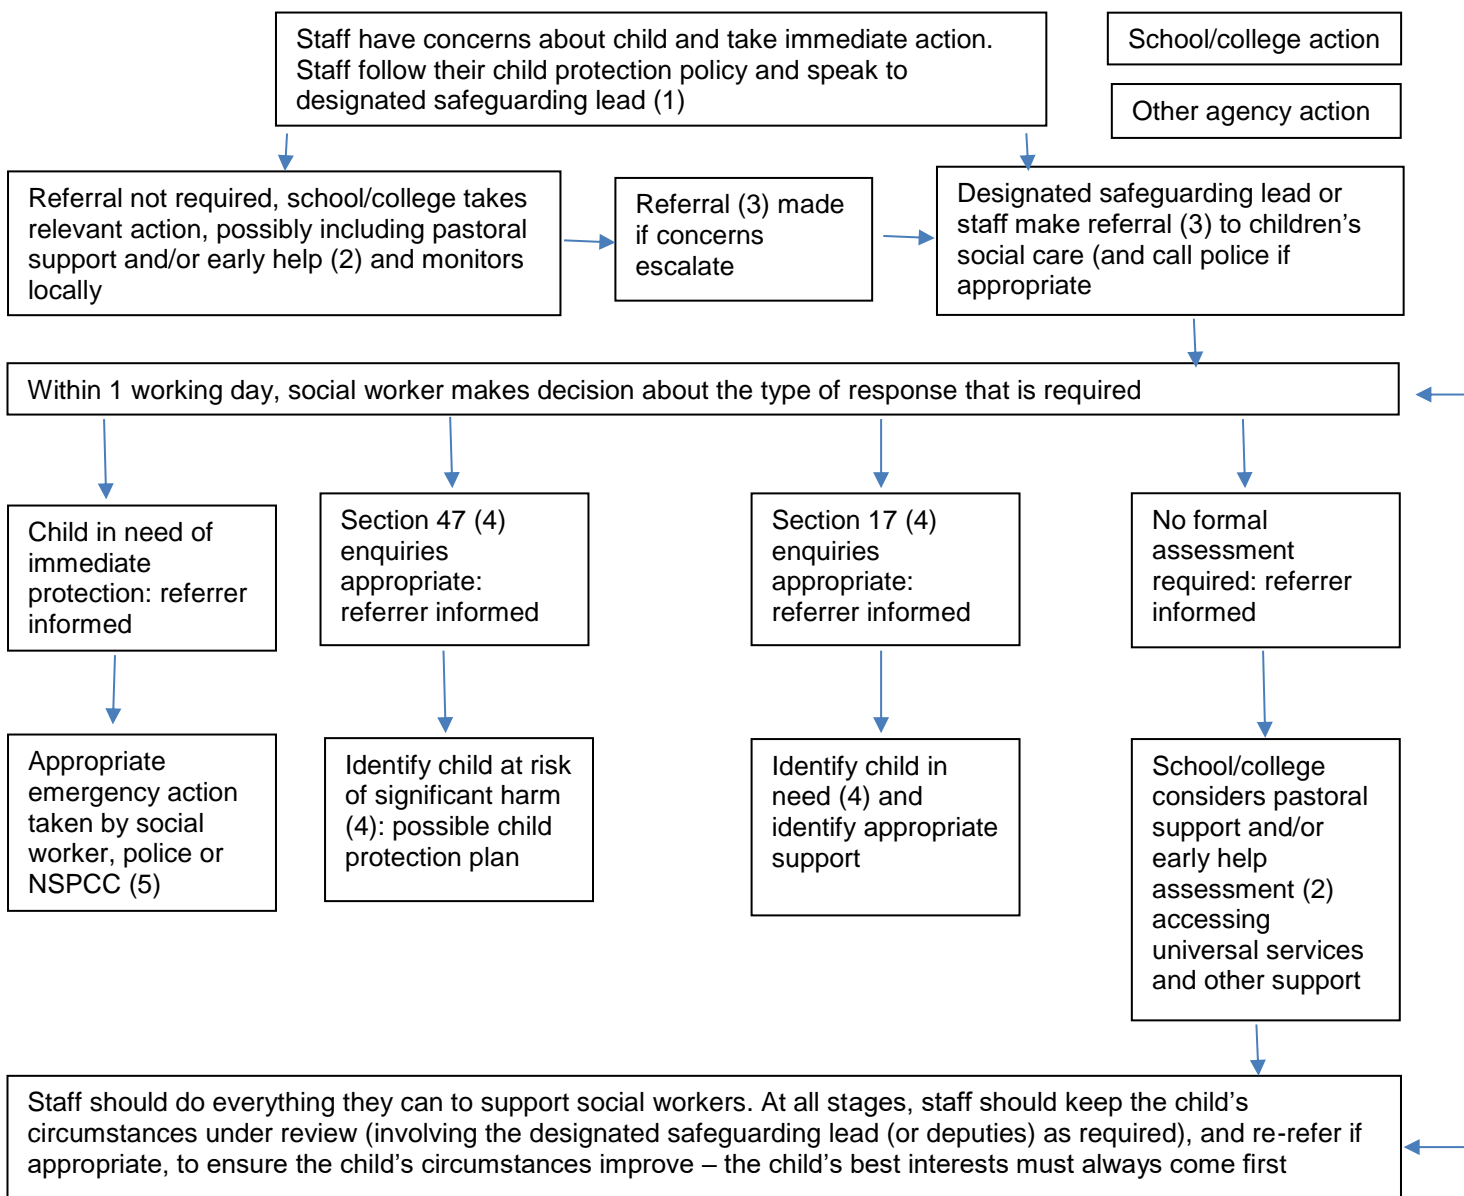 Staff have concerns about child and take immediate action.
Staff follow their child protection policy and speak to
designated safeguarding lead (1)
School/college action
Other agency action
Referral not required, school/college takes
relevant action, possibly including pastoral
support and/or early help (2) and monitors
locally
Referral (3) made
if concerns
escalate
Designated safeguarding lead or
staff make referral (3) to children’s
social care (and call police if
appropriate
Within 1 working day, social worker makes decision about the type of response that is required
Child in need of
immediate
protection: referrer
informed
Section 47 (4)
enquiries
appropriate:
referrer informed
Section 17 (4)
enquiries
appropriate:
referrer informed
No formal
assessment
required: referrer
informed
Appropriate
emergency action
taken by social
worker, police or
NSPCC (5)
Identify child at risk
of significant harm
(4): possible child
protection plan
Identify child in
need (4) and
identify appropriate
support
School/college
considers pastoral
support and/or
early help
assessment (2)
accessing
universal services
and other support
Staff should do everything they can to support social workers. At all stages, staff should keep the child’s
circumstances under review (involving the designated safeguarding lead (or deputies) as required), and re-refer if
appropriate, to ensure the child’s circumstances improve – the child’s best interests must always come first